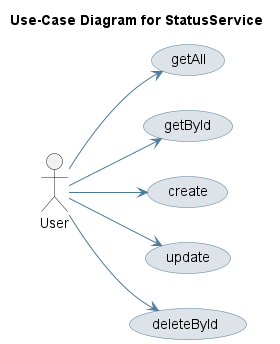 Use-Case Diagram for StatusService
getAll
getById
create
User
update
deleteById